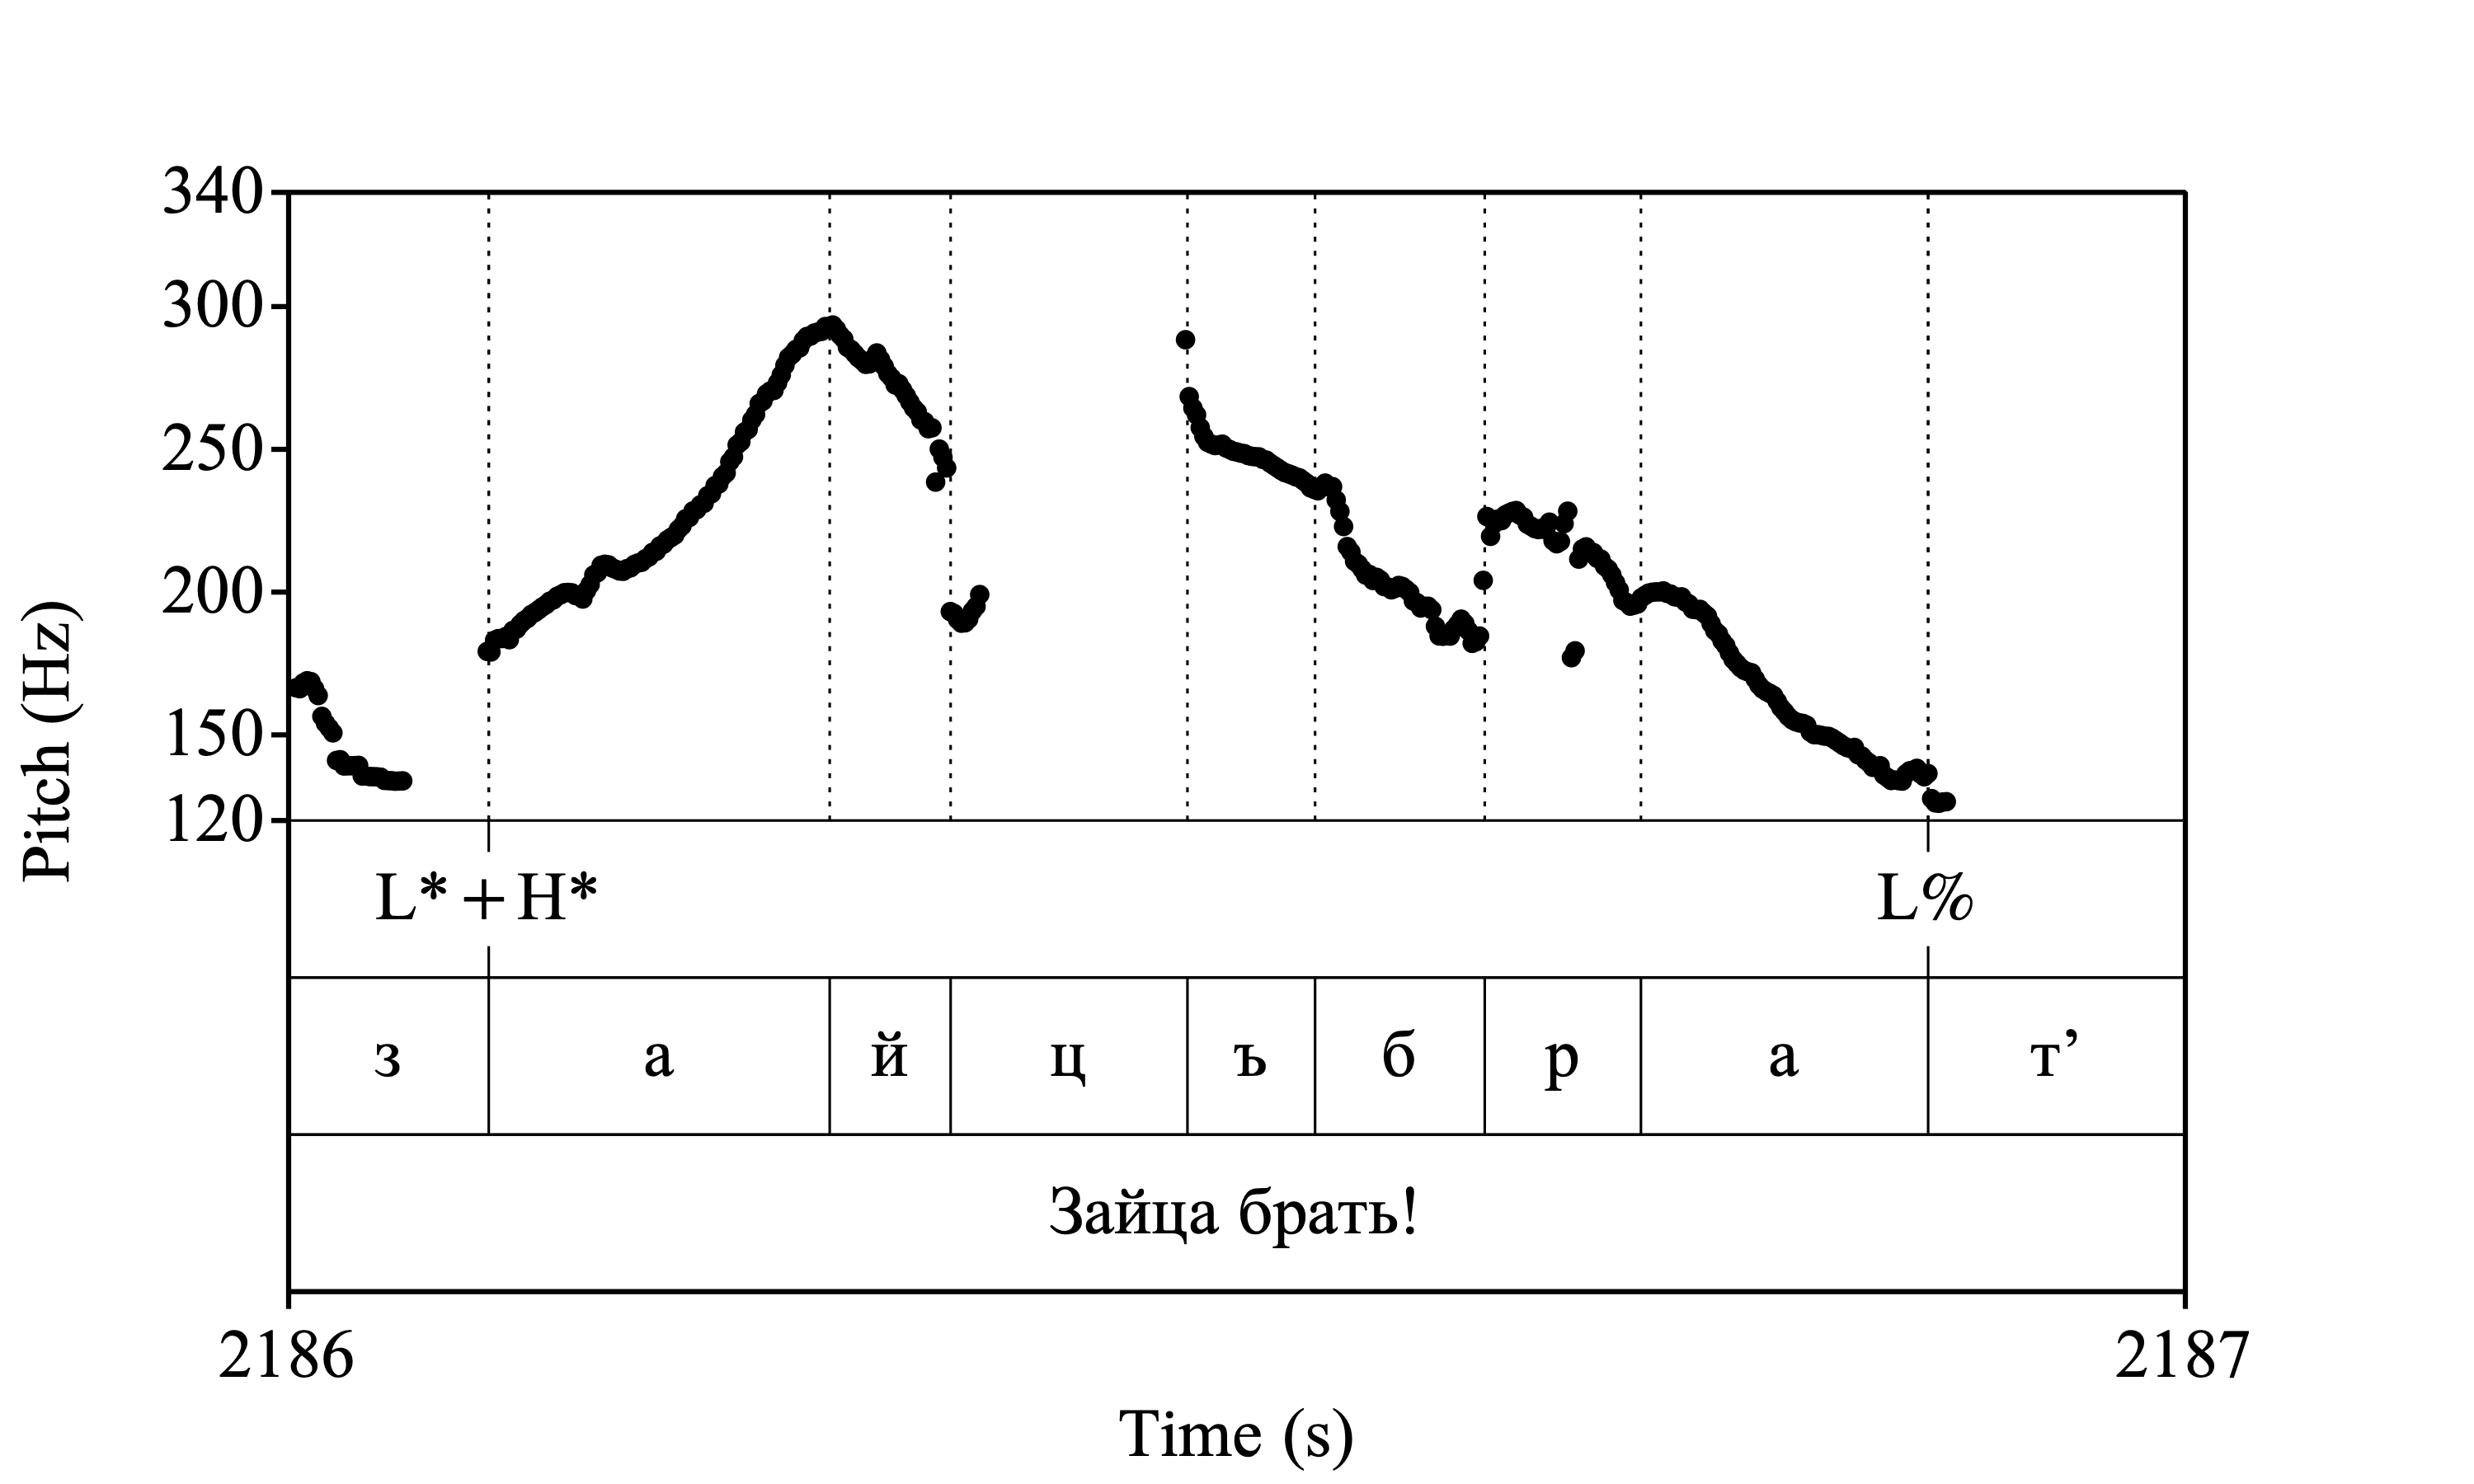 340
300
250
200
150
120
Pitch (Hz)
L*+H* L%
з а й ц ъ б р а т’
Зайца брать!
2186 2187
Time (s)